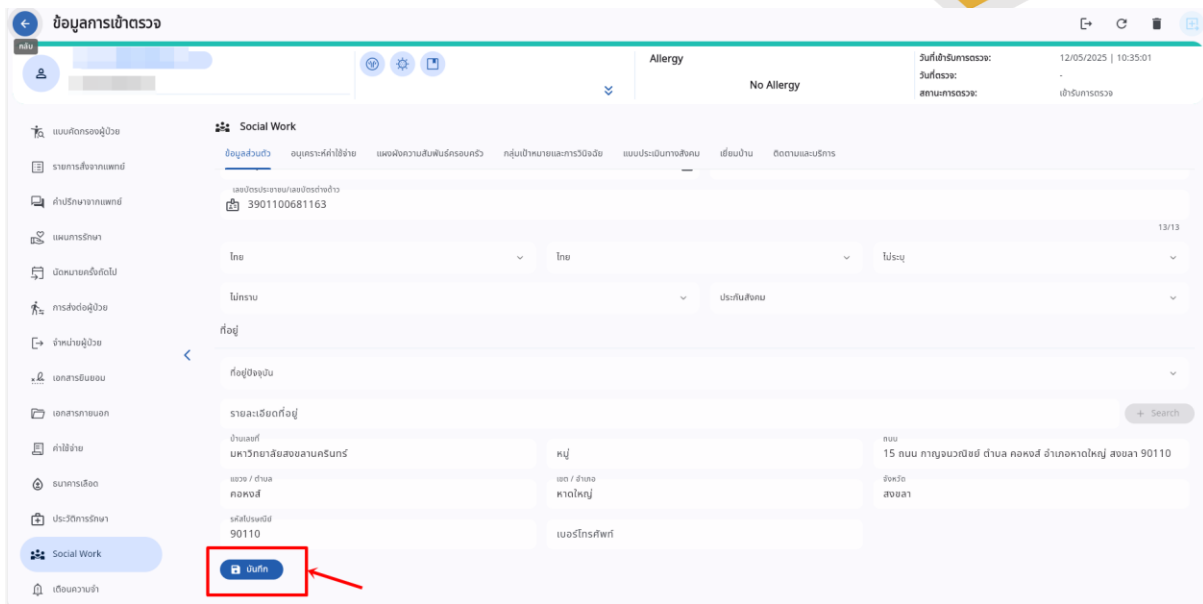 ข้อมูลการเข้าตรวจ
กลับ
Allergy
No Allergy
วันที่เข้ารับการตรวจ: 12/05/2025 | 10:35:01
วันที่ตรวจ: -
สถานะการตรวจ: เข้ารับการตรวจ
แบบคัดกรองผู้ป่วย
รายการสั่งจากแพทย์
คำปรึกษาจากแพทย์
แผนการรักษา
นัดหมายครั้งถัดไป
การส่งต่อผู้ป่วย
จำหน่ายผู้ป่วย
เอกสารยินยอม
เอกสารภายนอก
ค่าใช้จ่าย
ธนาคารเลือด
ประวัติการรักษา
Social Work
เตือนความจำ
Social Work
ข้อมูลส่วนตัว อนุเคราะห์ค่าใช้จ่าย แผงผังความสัมพันธ์ครอบครัว กลุ่มเป้าหมายและการวินิจฉัย แบบประเมินทางสังคม เยี่ยมบ้าน ติดตามและบริการ
เลขบัตรประชาชน/เลขบัตรต่างด้าว
3901100681163
13/13
ไทย ไทย ไม่ระบุ
ไม่ทราบ ประกันสังคม
ที่อยู่
ที่อยู่ปัจจุบัน
รายละเอียดที่อยู่ + Search
บ้านเลขที่ ถนน
มหาวิทยาลัยสงขลานครินทร์ หมู่ 15 ถนน กาญจนวณิชย์ ตำบล คอหงส์ อำเภอหาดใหญ่ สงขลา 90110
แขวง / ตำบล เขต / อำเภอ จังหวัด
คอหงส์ หาดใหญ่ สงขลา
รหัสไปรษณีย์
90110 เบอร์โทรศัพท์
บันทึก